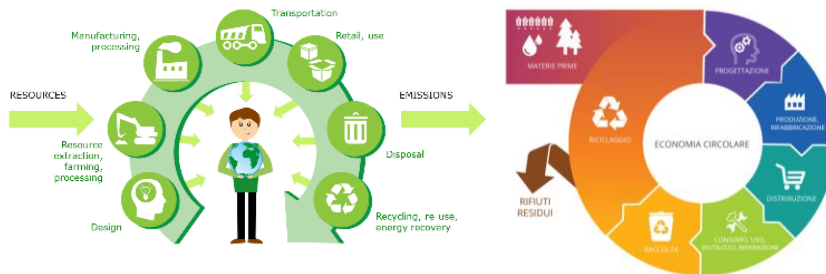 Transportation
Manufacturing,
processing
Retail, use
RESOURCES
EMISSIONS
Resource
extraction,
farming,
processing
Disposal
Design
Recycling, re use,
energy recovery
MATERIE PRIME
PROGETTAZIONE
PRODUZIONE,
RIFABBRICAZIONE
RICICLAGGIO
ECONOMIA CIRCOLARE
DISTRIBUZIONE
RIFIUTI
RESIDUI
CONSUMO, USO,
RIUTILIZZO, RIPARAZIONE
RACCOLTA